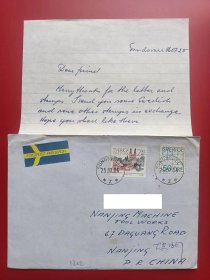 Sundsvall
Dear friend
Many thanks for the letter and
stamps. I send you some Swedish
and some other stamps in exchange.
Hope you shall like them
SVERIGE
SVERIGE
NANJING MACHINE
TOOL WORKS
67 DAGUANG ROAD
NANJING
P.R. CHINA